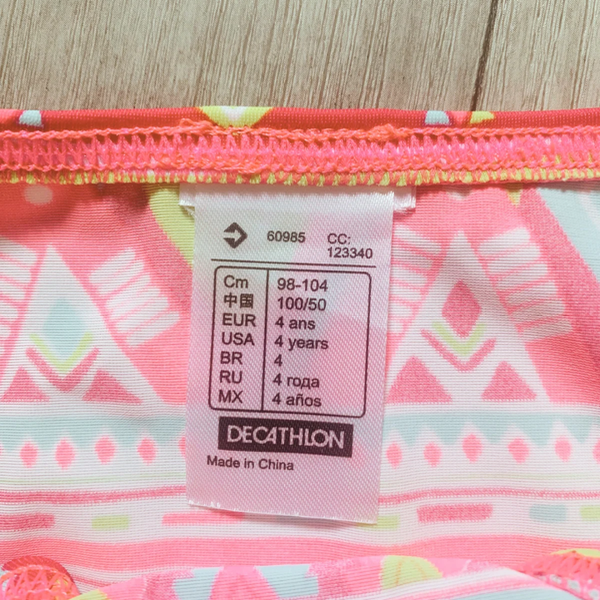 60985 CC:
123340
Cm 98-104
中国 100/50
EUR 4 ans
USA 4 years
BR 4
RU 4 года
MX 4 años
DECATHLON
Made in China